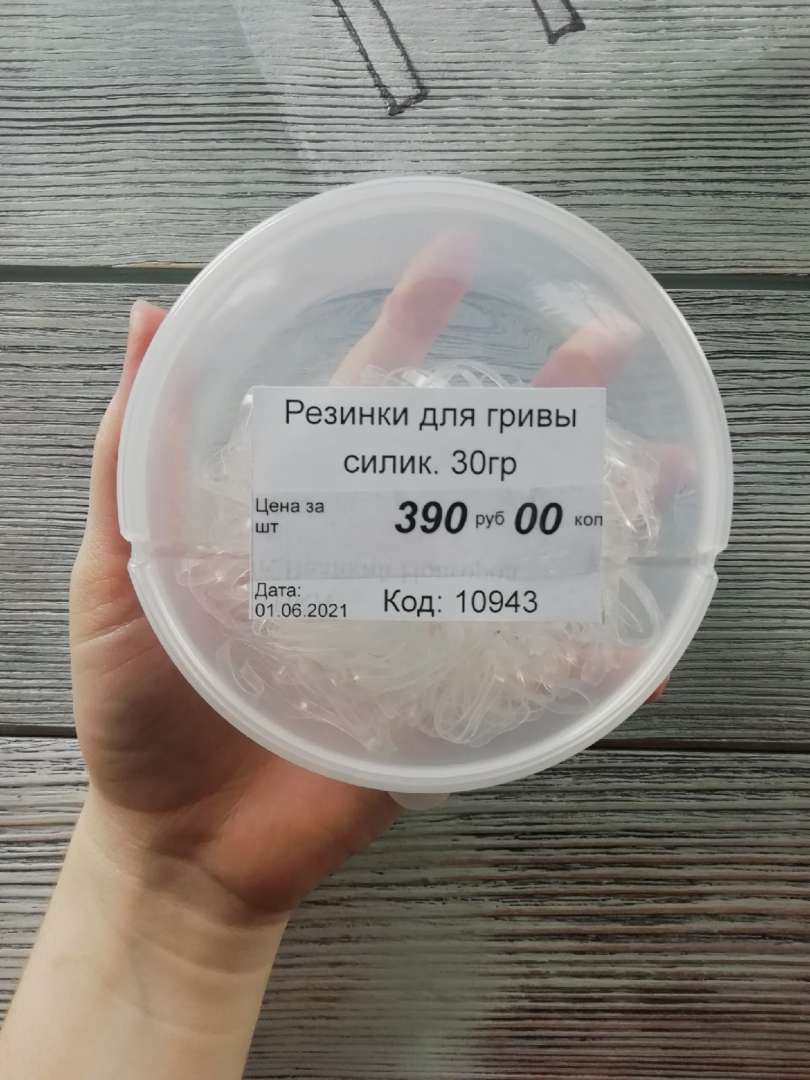 Резинки для гривы
силик. 30гр
Цена за
шт
390 руб 00 коп
Дата:
01.06.2021
Код: 10943